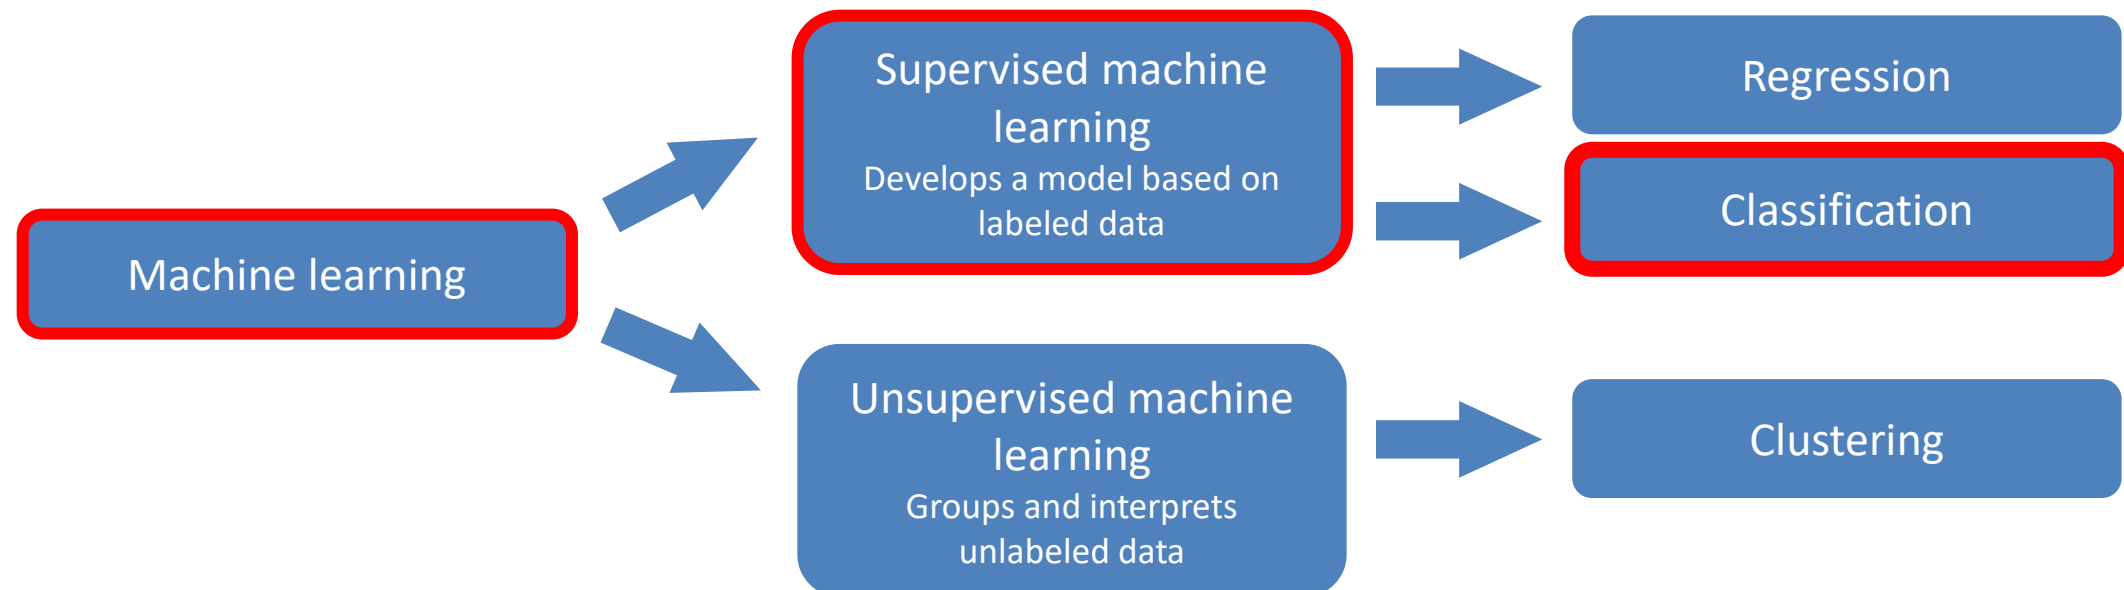 Machine learning
Supervised machine
learning
Develops a model based on
labeled data
Regression
Classification
Unsupervised machine
learning
Groups and interprets
unlabeled data
Clustering